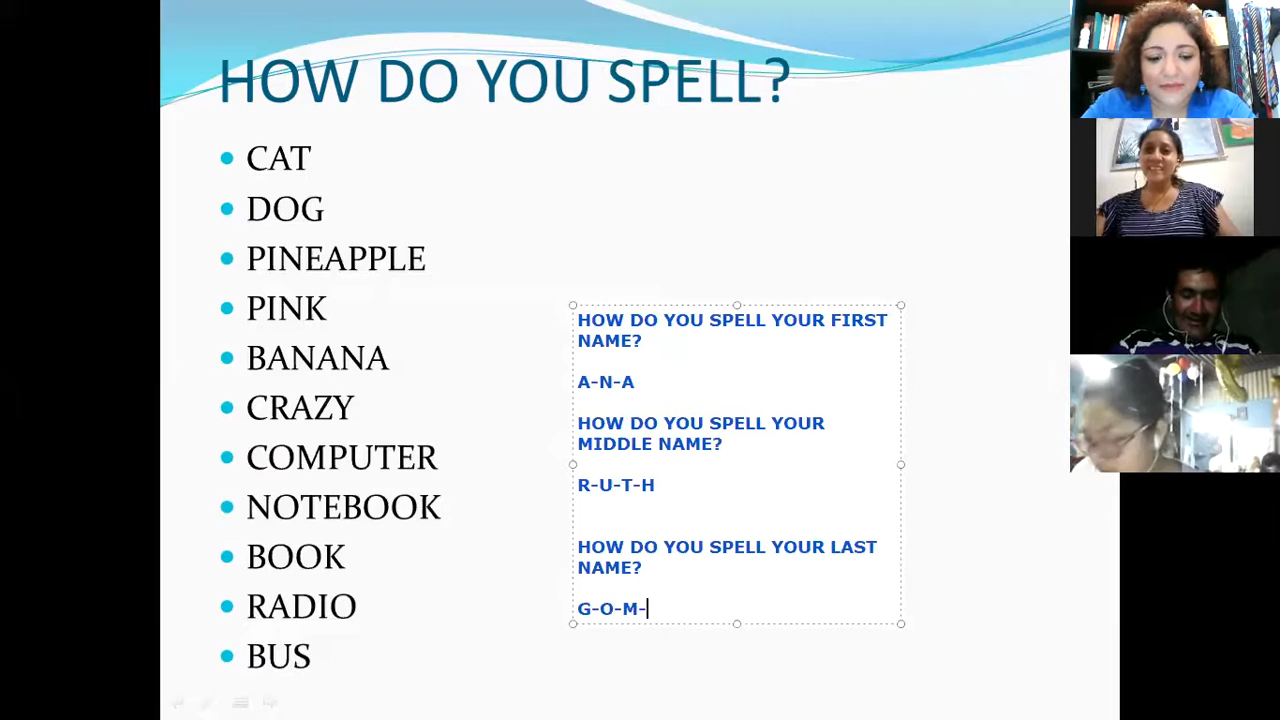 HOW DO YOU SPELL?
CAT
DOG
PINEAPPLE
PINK
BANANA
CRAZY
COMPUTER
NOTEBOOK
BOOK
RADIO
BUS
HOW DO YOU SPELL YOUR FIRST
NAME?
A-N-A
HOW DO YOU SPELL YOUR
MIDDLE NAME?
R-U-T-H
HOW DO YOU SPELL YOUR LAST
NAME?
G-O-M-